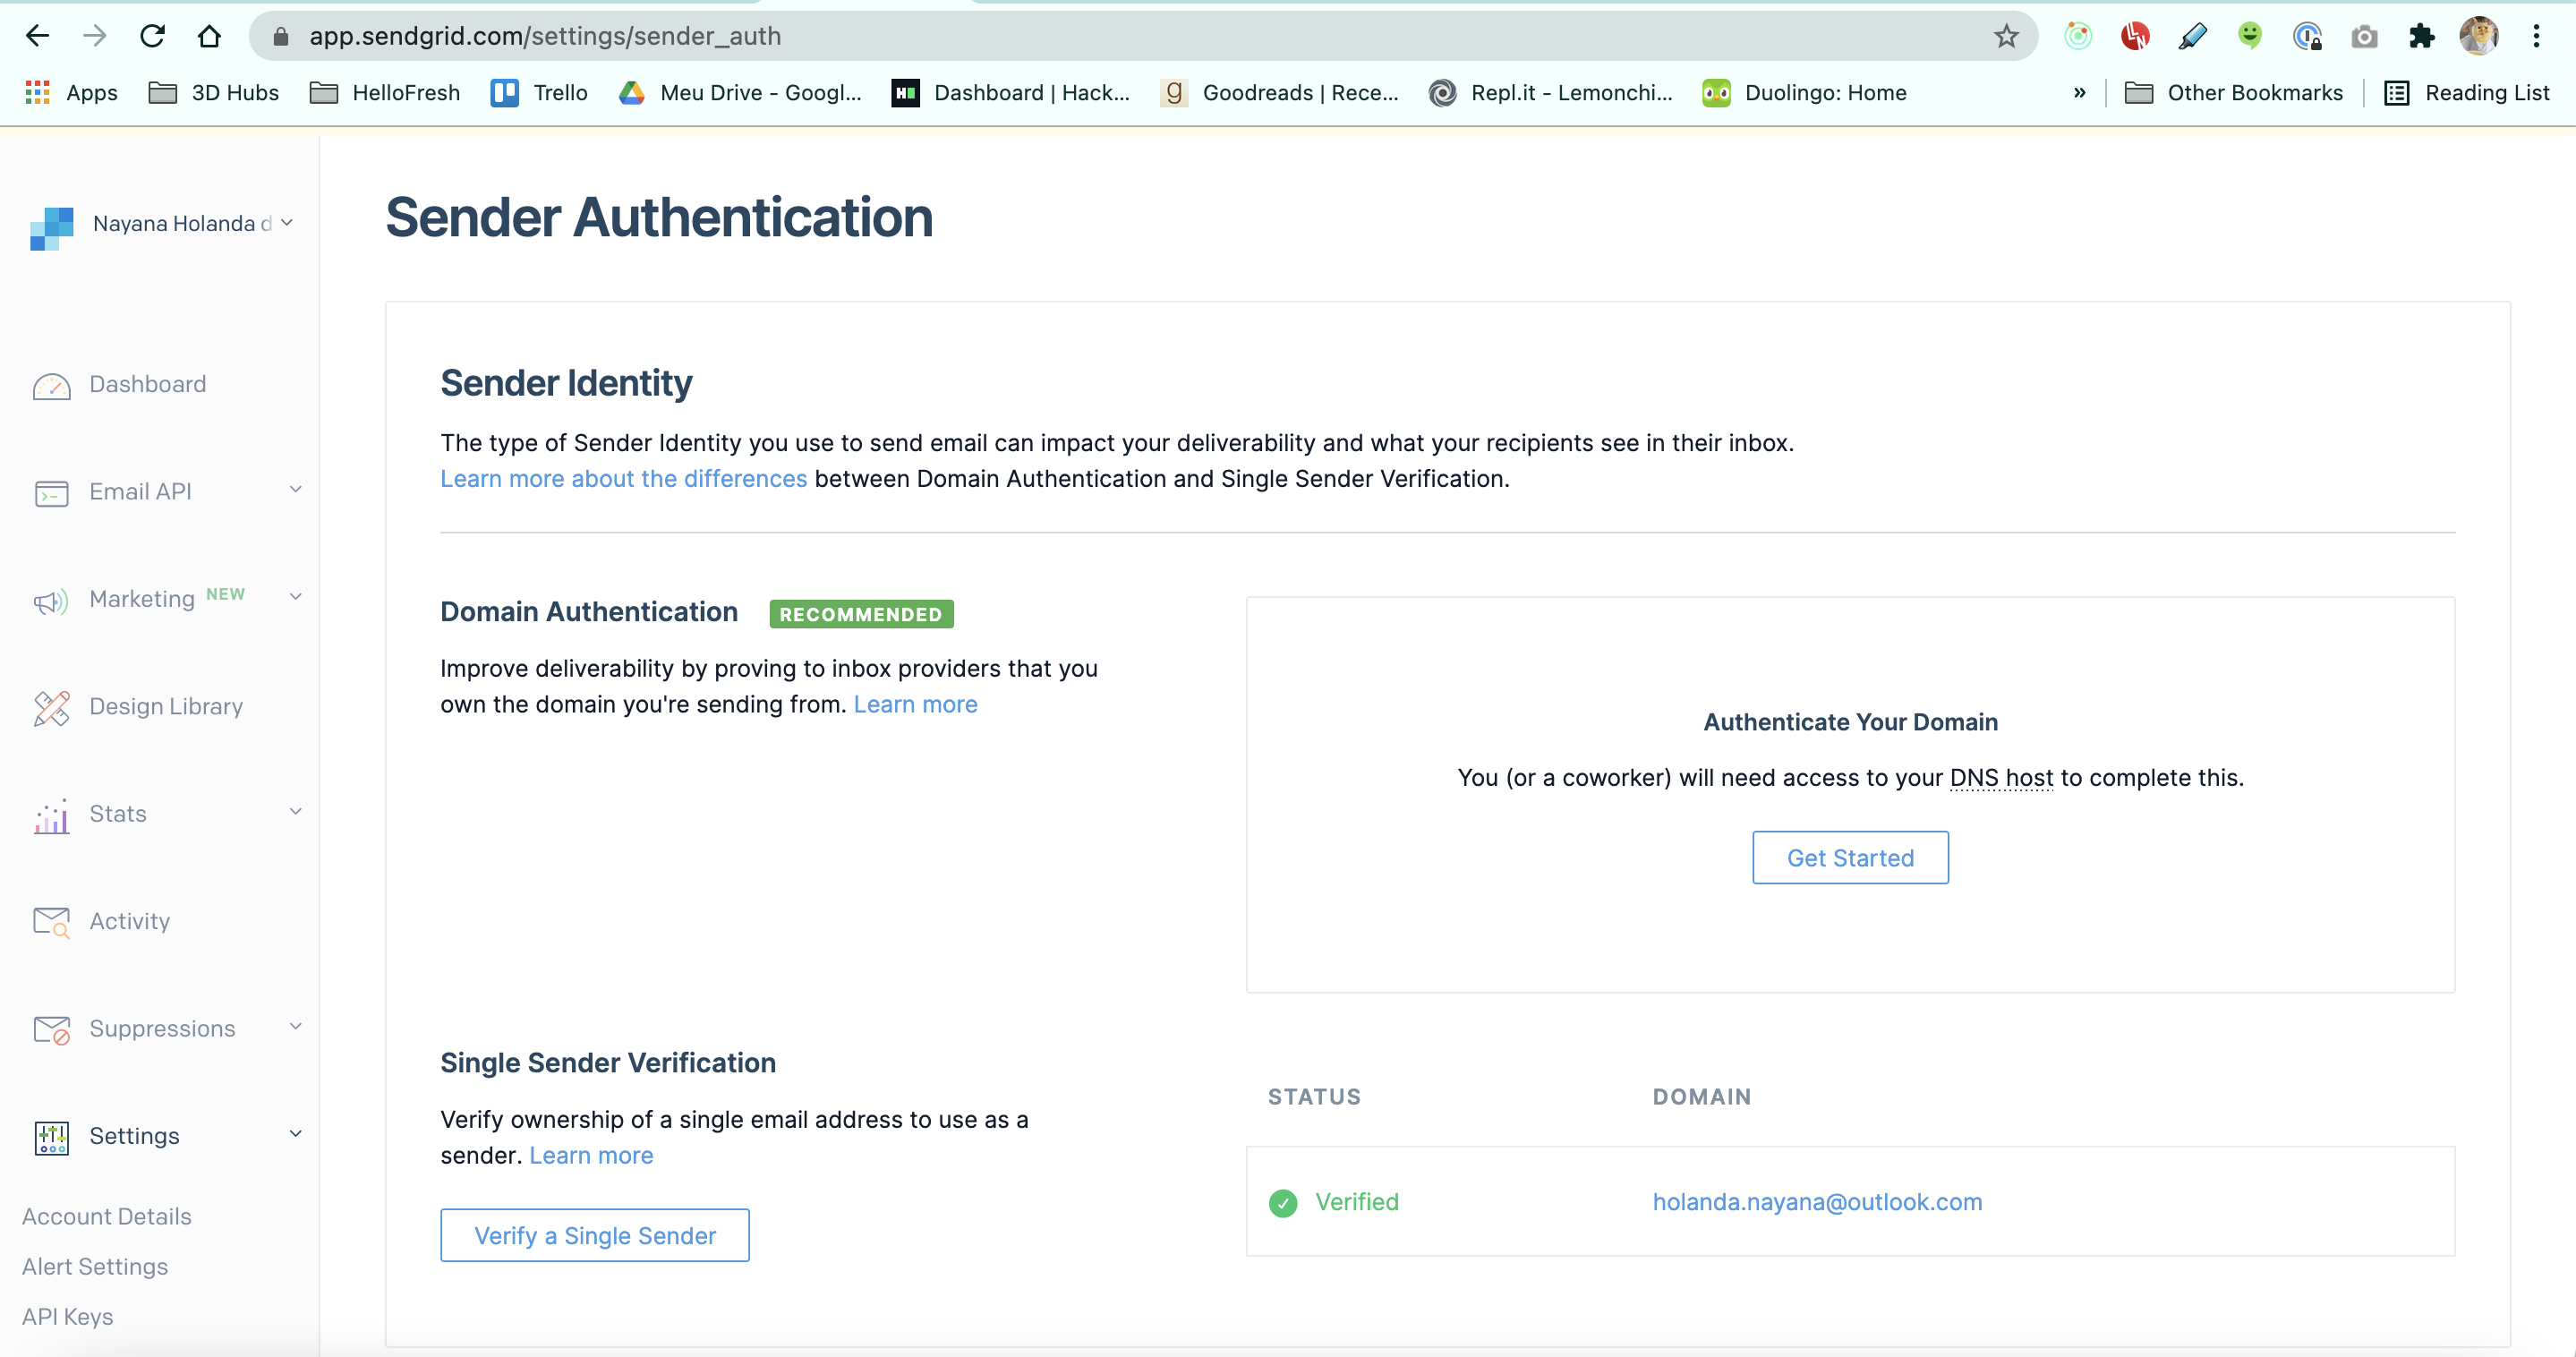 app.sendgrid.com/settings/sender_auth
Apps 3D Hubs HelloFresh Trello Meu Drive - Googl... Dashboard | Hack... Goodreads | Rece... Repl.it - Lemonchi... Duolingo: Home » Other Bookmarks Reading List
Nayana Holanda d
Dashboard
Email API
Marketing NEW
Design Library
Stats
Activity
Suppressions
Settings
Account Details
Alert Settings
API Keys
Sender Authentication
Sender Identity
The type of Sender Identity you use to send email can impact your deliverability and what your recipients see in their inbox.
Learn more about the differences between Domain Authentication and Single Sender Verification.
Domain Authentication RECOMMENDED
Improve deliverability by proving to inbox providers that you
own the domain you're sending from. Learn more
Authenticate Your Domain
You (or a coworker) will need access to your DNS host to complete this.
Get Started
Single Sender Verification
Verify ownership of a single email address to use as a
sender. Learn more
Verify a Single Sender
STATUS DOMAIN
Verified holanda.nayana@outlook.com